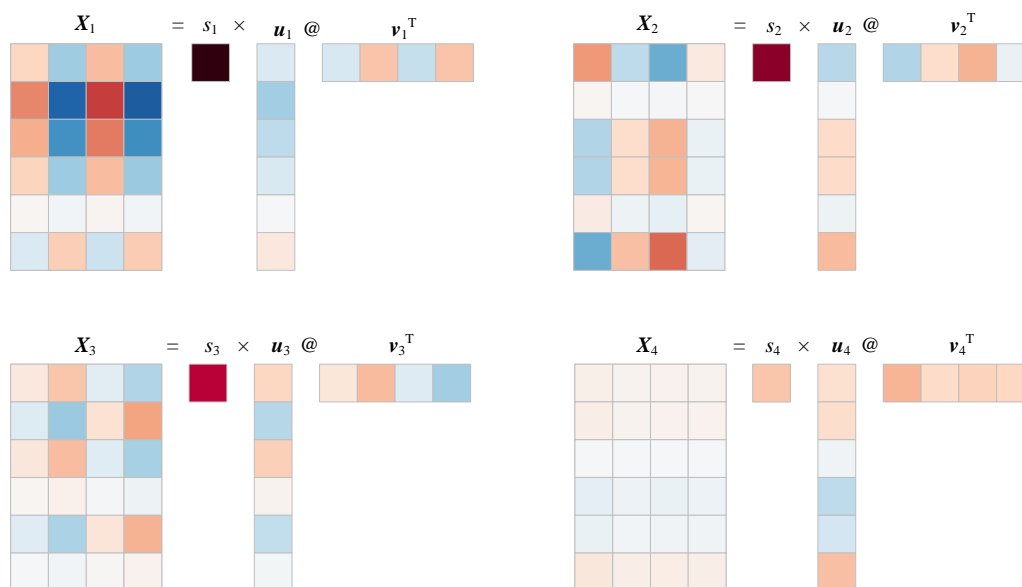 X₁ = s₁ × u₁ @ v₁ᵀ
X₂ = s₂ × u₂ @ v₂ᵀ
X₃ = s₃ × u₃ @ v₃ᵀ
X₄ = s₄ × u₄ @ v₄ᵀ